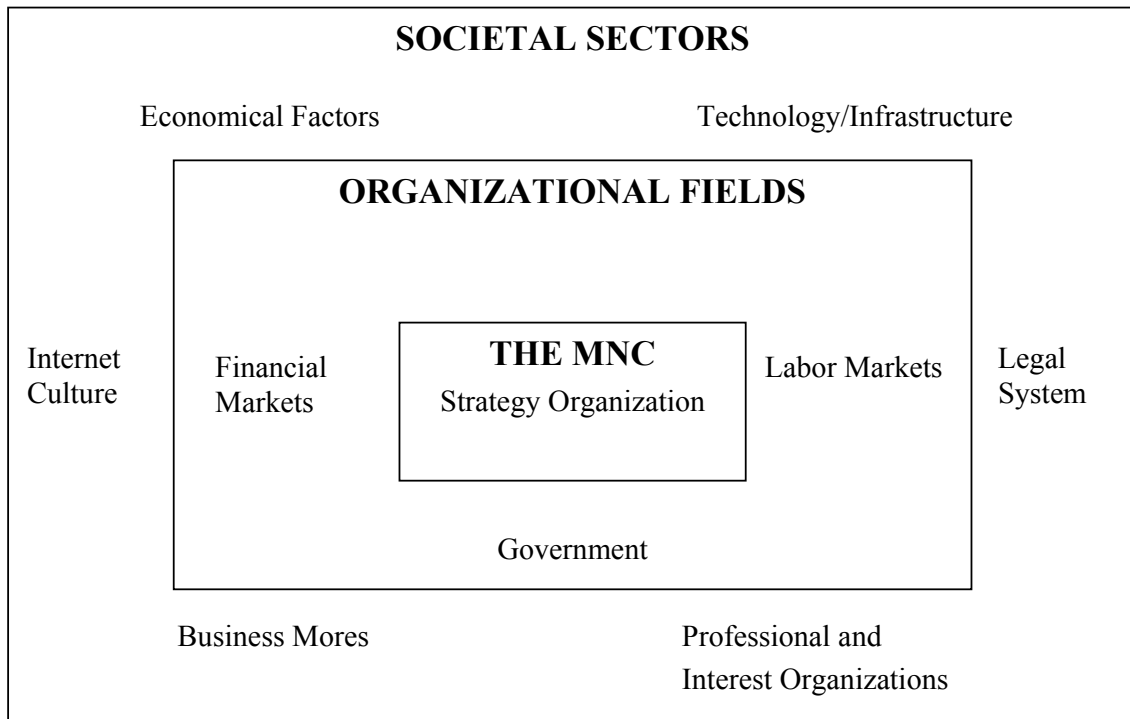 SOCIETAL SECTORS
Economical Factors
Technology/Infrastructure
ORGANIZATIONAL FIELDS
Internet
Culture
Financial
Markets
THE MNC
Strategy Organization
Labor Markets
Legal
System
Government
Business Mores
Professional and
Interest Organizations